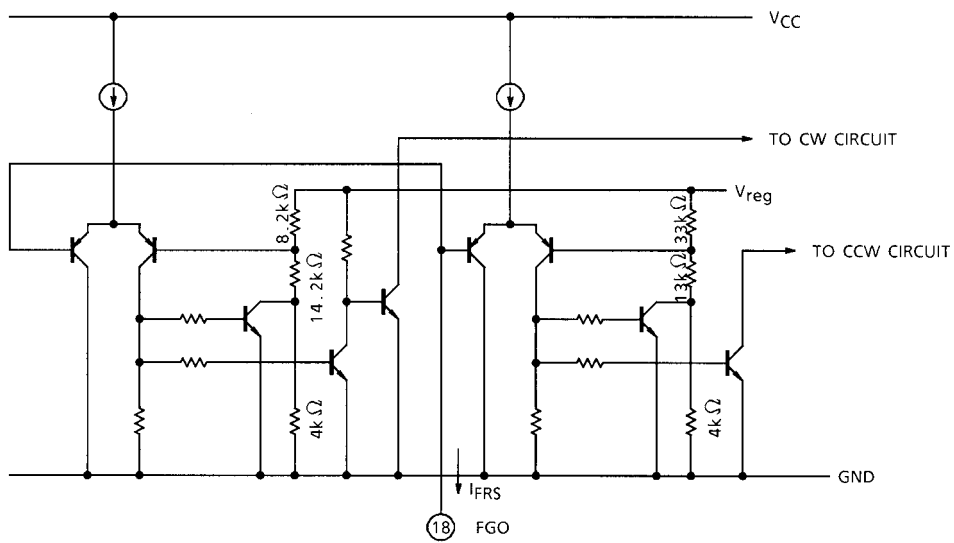 VCC
TO CW CIRCUIT
8.2kΩ
Vreg
33kΩ
TO CCW CIRCUIT
14.2kΩ
13kΩ
4kΩ
4kΩ
GND
IFRS
18 FGO